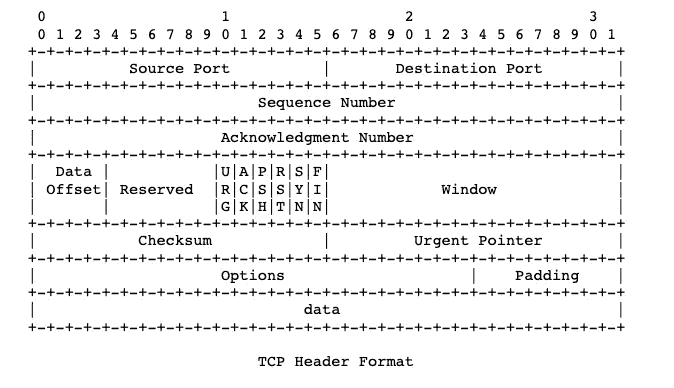 0                   1                   2                   3
 0 1 2 3 4 5 6 7 8 9 0 1 2 3 4 5 6 7 8 9 0 1 2 3 4 5 6 7 8 9 0 1
+-+-+-+-+-+-+-+-+-+-+-+-+-+-+-+-+-+-+-+-+-+-+-+-+-+-+-+-+-+-+-+-+
|          Source Port          |       Destination Port        |
+-+-+-+-+-+-+-+-+-+-+-+-+-+-+-+-+-+-+-+-+-+-+-+-+-+-+-+-+-+-+-+-+
|                        Sequence Number                        |
+-+-+-+-+-+-+-+-+-+-+-+-+-+-+-+-+-+-+-+-+-+-+-+-+-+-+-+-+-+-+-+-+
|                    Acknowledgment Number                      |
+-+-+-+-+-+-+-+-+-+-+-+-+-+-+-+-+-+-+-+-+-+-+-+-+-+-+-+-+-+-+-+-+
|  Data |           |U|A|P|R|S|F|                               |
| Offset| Reserved  |R|C|S|S|Y|I|            Window             |
|       |           |G|K|H|T|N|N|                               |
+-+-+-+-+-+-+-+-+-+-+-+-+-+-+-+-+-+-+-+-+-+-+-+-+-+-+-+-+-+-+-+-+
|           Checksum            |         Urgent Pointer        |
+-+-+-+-+-+-+-+-+-+-+-+-+-+-+-+-+-+-+-+-+-+-+-+-+-+-+-+-+-+-+-+-+
|                    Options                    |    Padding    |
+-+-+-+-+-+-+-+-+-+-+-+-+-+-+-+-+-+-+-+-+-+-+-+-+-+-+-+-+-+-+-+-+
|                             data                              |
+-+-+-+-+-+-+-+-+-+-+-+-+-+-+-+-+-+-+-+-+-+-+-+-+-+-+-+-+-+-+-+-+
TCP Header Format